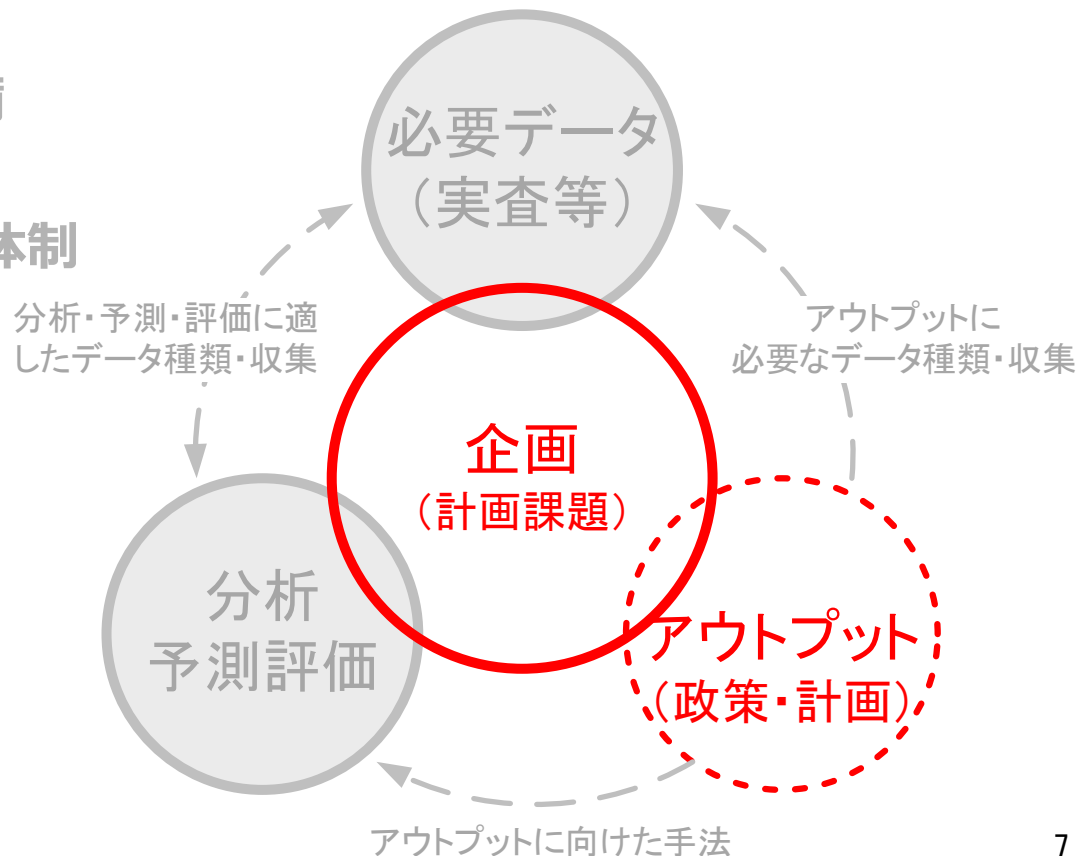 必要データ
（実査等）
体制
分析・予測・評価に適
したデータ種類・収集
アウトプットに
必要なデータ種類・収集
企画
（計画課題）
分析
予測評価
アウトプット
（政策・計画）
アウトプットに向けた手法
7